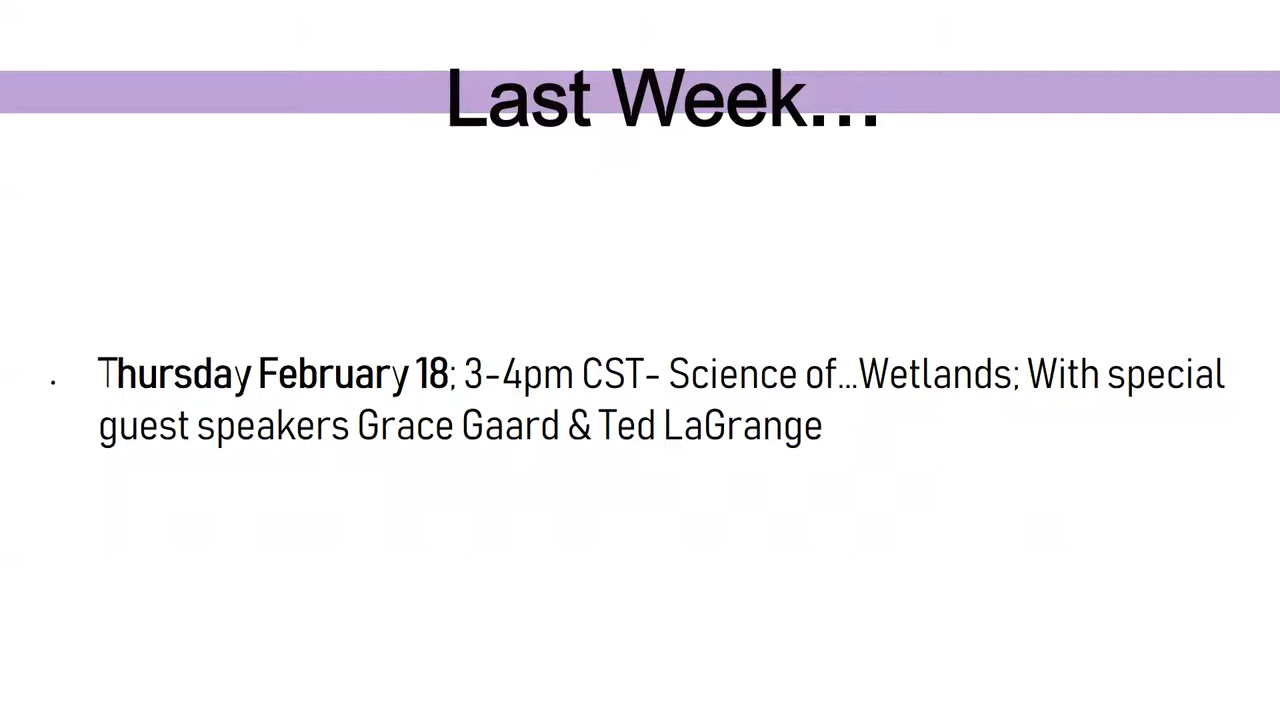 Last Week...
· Thursday February 18; 3-4pm CST- Science of...Wetlands; With special
guest speakers Grace Gaard & Ted LaGrange